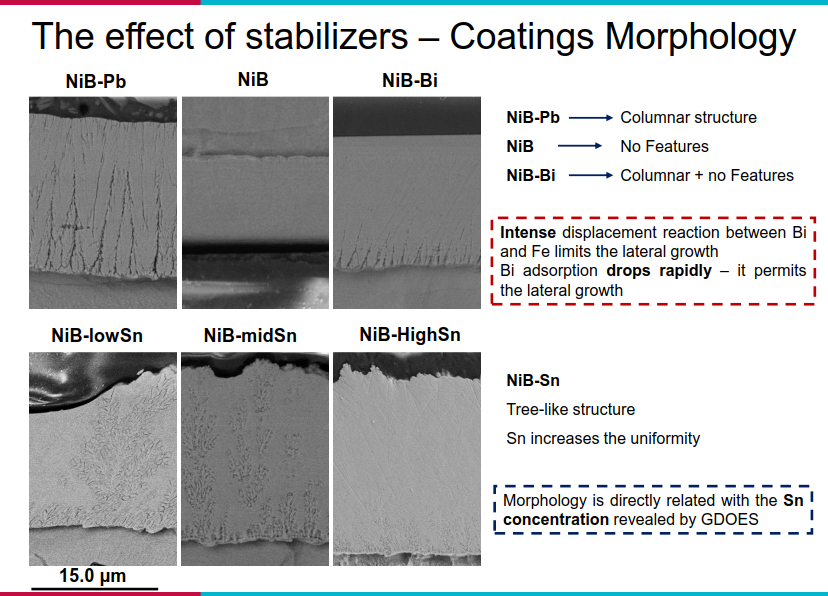 The effect of stabilizers – Coatings Morphology
NiB-Pb
NiB
NiB-Bi
NiB-Pb
Columnar structure
NiB
No Features
NiB-Bi
Columnar + no Features
Intense displacement reaction between Bi
and Fe limits the lateral growth
Bi adsorption drops rapidly – it permits
the lateral growth
NiB-lowSn
NiB-midSn
NiB-HighSn
NiB-Sn
Tree-like structure
Sn increases the uniformity
Morphology is directly related with the Sn
concentration revealed by GDOES
15.0 µm